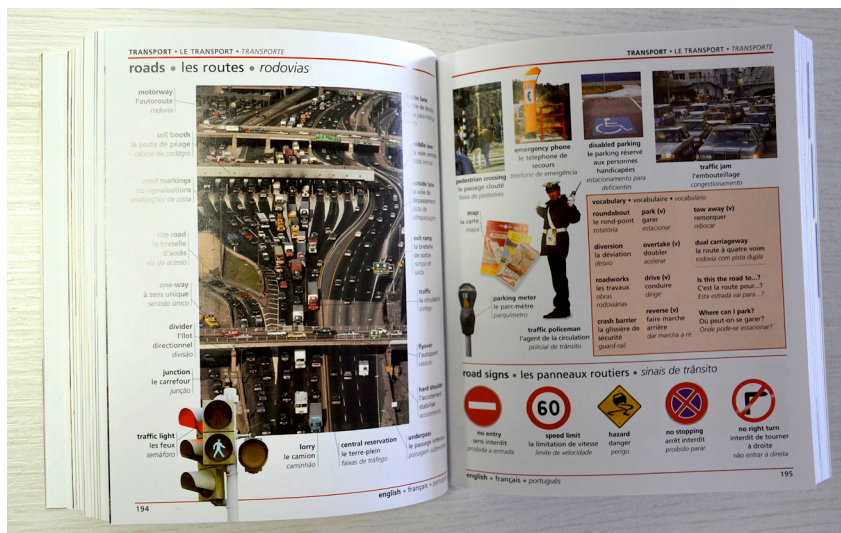 TRANSPORT • LE TRANSPORT • TRANSPORTE
roads • les routes • rodovias
motorway
l'autoroute
rodovia
toll booth
le poste de péage
cabine de pedágio
road markings
les signalisations
sinalizações de pista
slip road
la bretelle
d'accès
via de acesso
one-way
à sens unique
sentido único
divider
l'îlot
directionnel
divisão
junction
le carrefour
junção
traffic light
les feux
semáforo
inside lane
middle lane
outside lane
la voie de
dépassement
exit ramp
la bretelle
de sortie
rampa de
saída
traffic
la circulation
tráfego
flyover
l'autopont
viaduto
hard shoulder
l'accotement
stabilisé
acostamento
underpass
le passage
passagem
lorry
le camion
caminhão
central reservation
le terre-plein
faixas de tráfego
194
english • français •
TRANSPORT • LE TRANSPORT • TRANSPORTE
pedestrian crossing
le passage clouté
faixa de pedestres
emergency phone
le téléphone de
secours
telefone de emergência
disabled parking
le parking réservé
aux personnes
handicapées
estacionamento para
deficientes
traffic jam
l'embouteillage
congestionamento
map
la carte
mapa
parking meter
le parc-mètre
parquímetro
traffic policeman
l'agent de la circulation
policial de trânsito
vocabulary • vocabulaire • vocabulário
roundabout
le rond-point
rotatória
diversion
la déviation
desvio
roadworks
les travaux
obras
rodoviárias
crash barrier
la glissière de
sécurité
guard-rail
park (v)
garer
estacionar
overtake (v)
doubler
acelerar
drive (v)
conduire
dirigir
reverse (v)
faire marche
arrière
dar marcha a ré
tow away (v)
remorquer
rebocar
dual carriageway
la route à quatre voies
rodovia com pista dupla
Is this the road to...?
C'est la route pour...?
Esta estrada vai para...?
Where can I park?
Où peut-on se garer?
Onde pode-se estacionar?
road signs • les panneaux routiers • sinais de trânsito
60
no entry
sens interdit
proibida a entrada
speed limit
la limitation de vitesse
limite de velocidade
hazard
danger
perigo
no stopping
arrêt interdit
proibido parar
no right turn
interdit de tourner
à droite
não entrar à direita
english • français • português
195